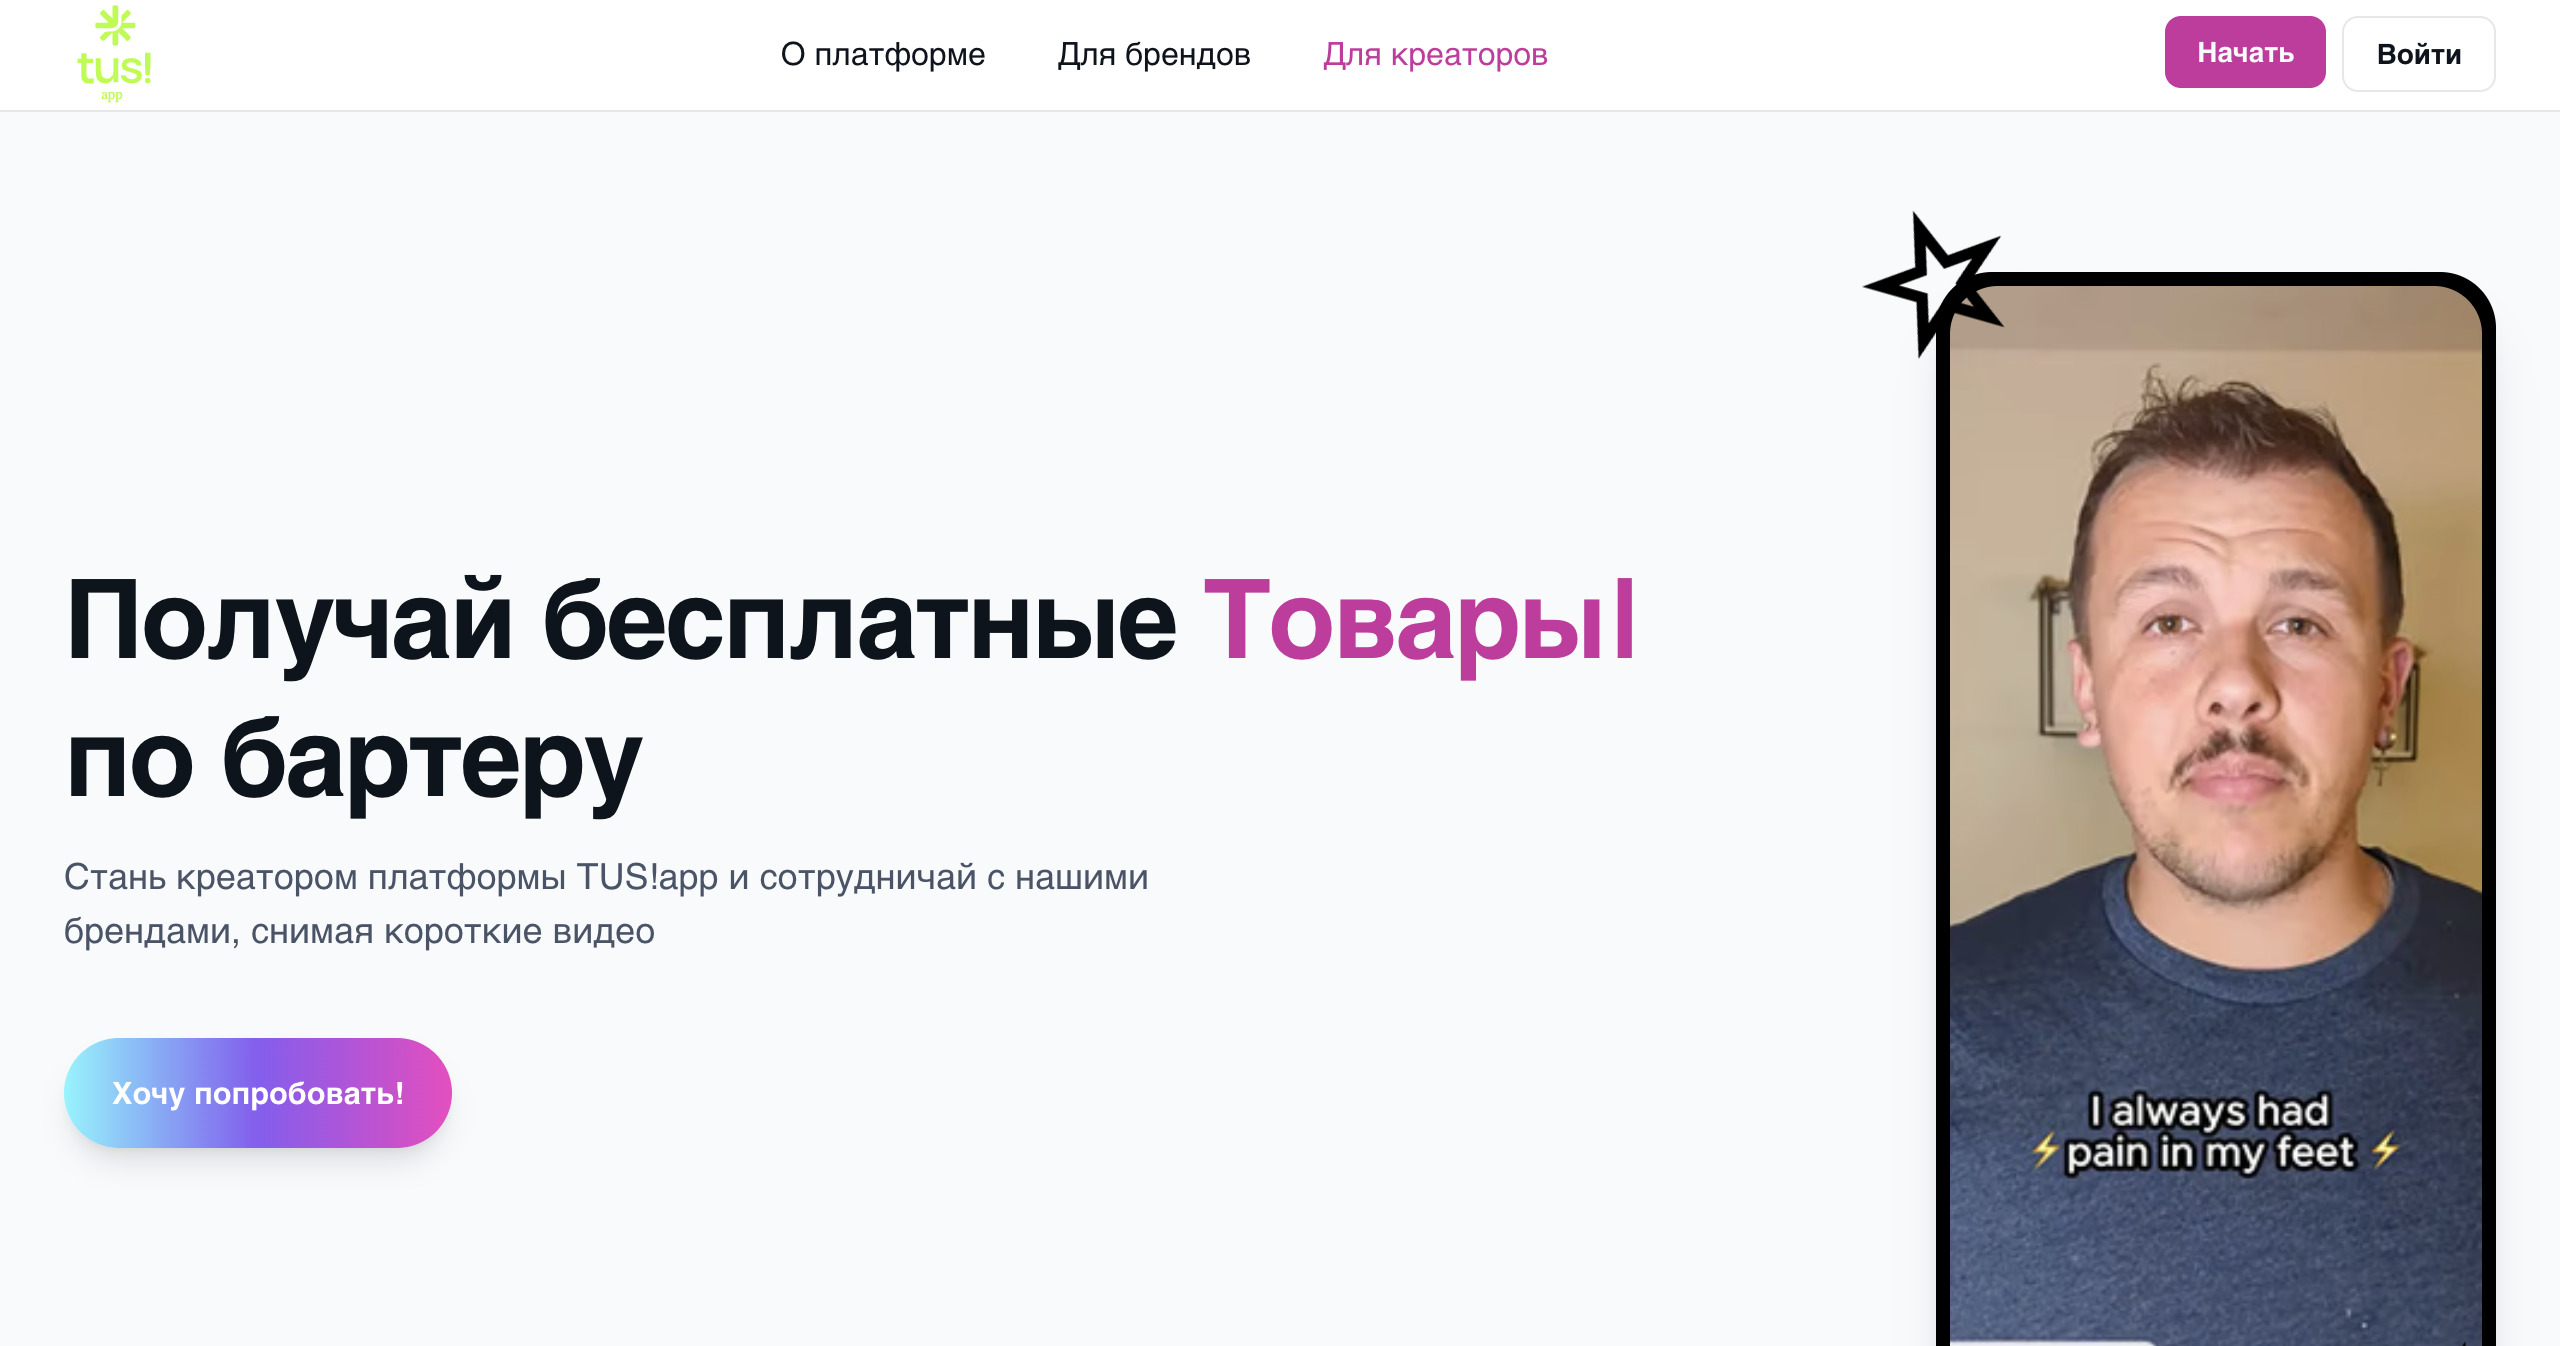 tus!
app
О платформе
Для брендов
Для креаторов
Начать
Войти
Получай бесплатные Товары
по бартеру
Стань креатором платформы TUS!app и сотрудничай с нашими
брендами, снимая короткие видео
Хочу попробовать!
I always had
⚡pain in my feet ⚡